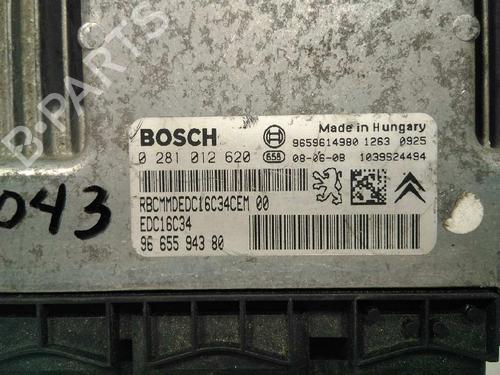 BOSCH
Made in Hungary
9659614980 1263 0925
0 281 012 620
658
08-06-08
1039S24494
RBCMMDEDC16C34CEM 00
EDC16C34
96 655 943 80
043
B-PARTS